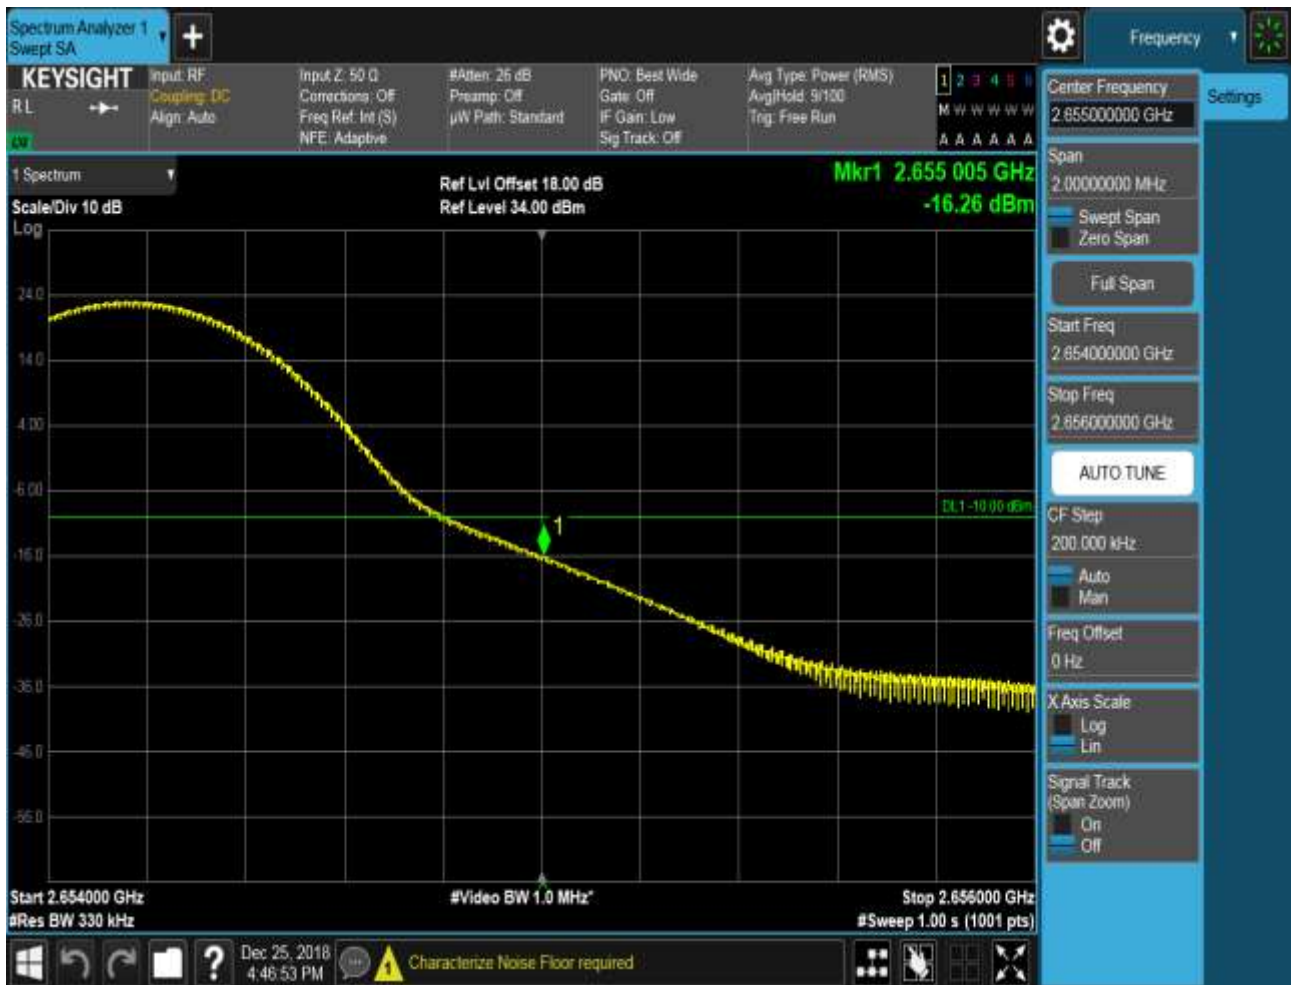 Spectrum Analyzer 1
Swept SA
+
Frequency
KEYSIGHT
R L
Input: RF
Coupling: DC
Align: Auto
Input Z: 50 Ω
Corrections: Off
Freq Ref: Int (S)
NFE: Adaptive
#Atten: 26 dB
Preamp: Off
µW Path: Standard
PNO: Best Wide
Gate: Off
IF Gain: Low
Sig Track: Off
Avg Type: Power (RMS)
Avg|Hold: 9/100
Trig: Free Run
1 2 3 4 5 6
M W W W W W
A A A A A A
1 Spectrum
Scale/Div 10 dB
Log
Ref Lvl Offset 18.00 dB
Ref Level 34.00 dBm
Mkr1 2.655 005 GHz
-16.26 dBm
24.0
14.0
4.00
-6.00
-16.0
-26.0
-36.0
-46.0
-56.0
DL1 -10.00 dBm
1
Start 2.654000 GHz
#Res BW 330 kHz
#Video BW 1.0 MHz*
Stop 2.656000 GHz
#Sweep 1.00 s (1001 pts)
Center Frequency
2.655000000 GHz
Settings
Span
2.00000000 MHz
Swept Span
Zero Span
Full Span
Start Freq
2.654000000 GHz
Stop Freq
2.656000000 GHz
AUTO TUNE
CF Step
200.000 kHz
Auto
Man
Freq Offset
0 Hz
X Axis Scale
Log
Lin
Signal Track
(Span Zoom)
On
Off
?
Dec 25, 2018
4:46:53 PM
1
Characterize Noise Floor required